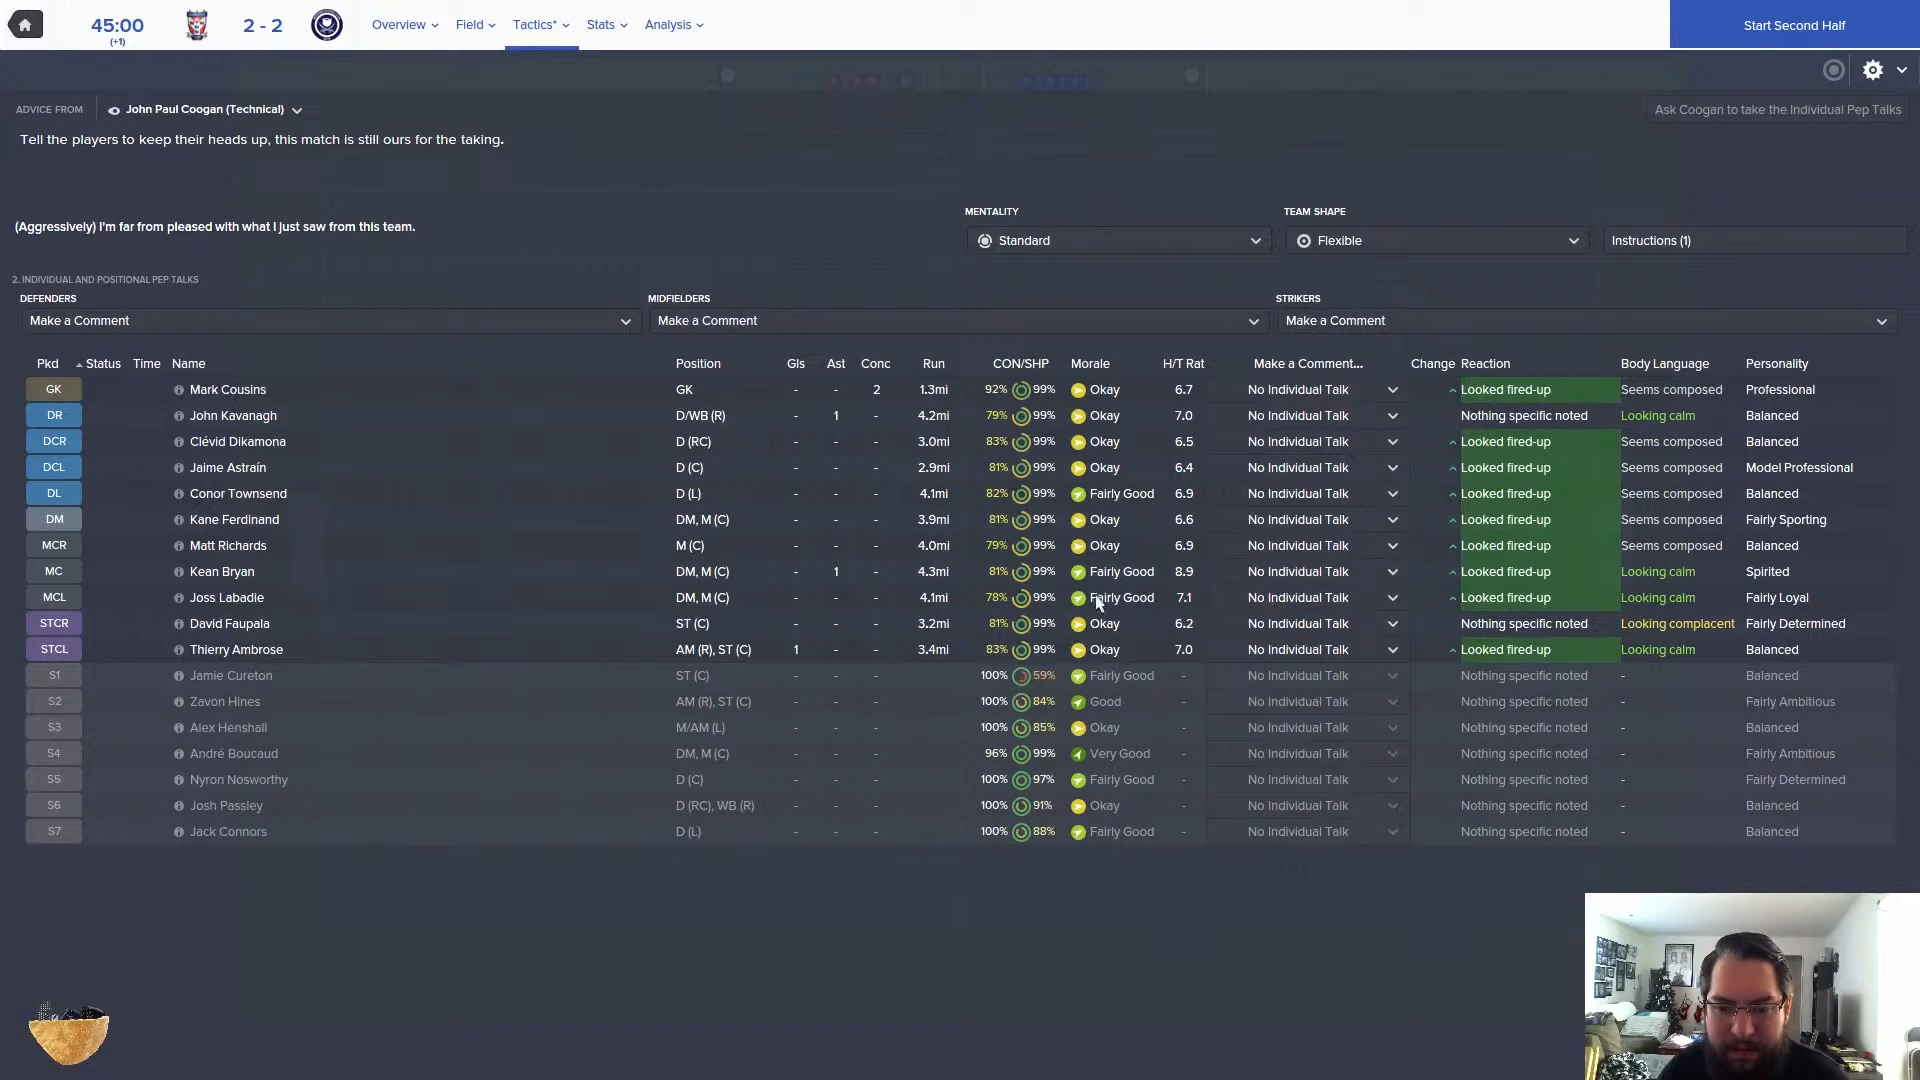 45:00
(+1)
2 - 2
Overview
Field
Tactics*
Stats
Analysis
Start Second Half
ADVICE FROM
John Paul Coogan (Technical)
Ask Coogan to take the Individual Pep Talks
Tell the players to keep their heads up, this match is still ours for the taking.
MENTALITY
TEAM SHAPE
(Aggressively) I'm far from pleased with what I just saw from this team.
Standard
Flexible
Instructions (1)
2. INDIVIDUAL AND POSITIONAL PEP TALKS
DEFENDERS
MIDFIELDERS
STRIKERS
Make a Comment
Make a Comment
Make a Comment
Pkd Status Time Name Position Gls Ast Conc Run CON/SHP Morale H/T Rat Make a Comment... Change Reaction Body Language Personality
GK Mark Cousins GK - - 2 1.3mi 92% 99% Okay 6.7 No Individual Talk Looked fired-up Seems composed Professional
DR John Kavanagh D/WB (R) - 1 - 4.2mi 79% 99% Okay 7.0 No Individual Talk Nothing specific noted Looking calm Balanced
DCR Clévid Dikamona D (RC) - - - 3.0mi 83% 99% Okay 6.5 No Individual Talk Looked fired-up Seems composed Balanced
DCL Jaime Astraín D (C) - - - 2.9mi 81% 99% Okay 6.4 No Individual Talk Looked fired-up Seems composed Model Professional
DL Conor Townsend D (L) - - - 4.1mi 82% 99% Fairly Good 6.9 No Individual Talk Looked fired-up Seems composed Balanced
DM Kane Ferdinand DM, M (C) - - - 3.9mi 81% 99% Okay 6.6 No Individual Talk Looked fired-up Seems composed Fairly Sporting
MCR Matt Richards M (C) - - - 4.0mi 79% 99% Okay 6.9 No Individual Talk Looked fired-up Seems composed Balanced
MC Kean Bryan DM, M (C) - 1 - 4.3mi 81% 99% Fairly Good 8.9 No Individual Talk Looked fired-up Looking calm Spirited
MCL Joss Labadie DM, M (C) - - - 4.1mi 78% 99% Fairly Good 7.1 No Individual Talk Looked fired-up Looking calm Fairly Loyal
STCR David Faupala ST (C) - - - 3.2mi 81% 99% Okay 6.2 No Individual Talk Nothing specific noted Looking complacent Fairly Determined
STCL Thierry Ambrose AM (R), ST (C) 1 - - 3.4mi 83% 99% Okay 7.0 No Individual Talk Looked fired-up Looking calm Balanced
S1 Jamie Cureton ST (C) - - - 100% 59% Fairly Good - No Individual Talk Nothing specific noted - Balanced
S2 Zavon Hines AM (R), ST (C) - - - 100% 84% Good - No Individual Talk Nothing specific noted - Fairly Ambitious
S3 Alex Henshall M/AM (L) - - - 100% 85% Okay - No Individual Talk Nothing specific noted - Balanced
S4 André Boucaud DM, M (C) - - - 96% 99% Very Good - No Individual Talk Nothing specific noted - Fairly Ambitious
S5 Nyron Nosworthy D (C) - - - 100% 97% Fairly Good - No Individual Talk Nothing specific noted - Fairly Determined
S6 Josh Passley D (RC), WB (R) - - - 100% 91% Okay - No Individual Talk Nothing specific noted - Balanced
S7 Jack Connors D (L) - - - 100% 88% Fairly Good - No Individual Talk Nothing specific noted - Balanced